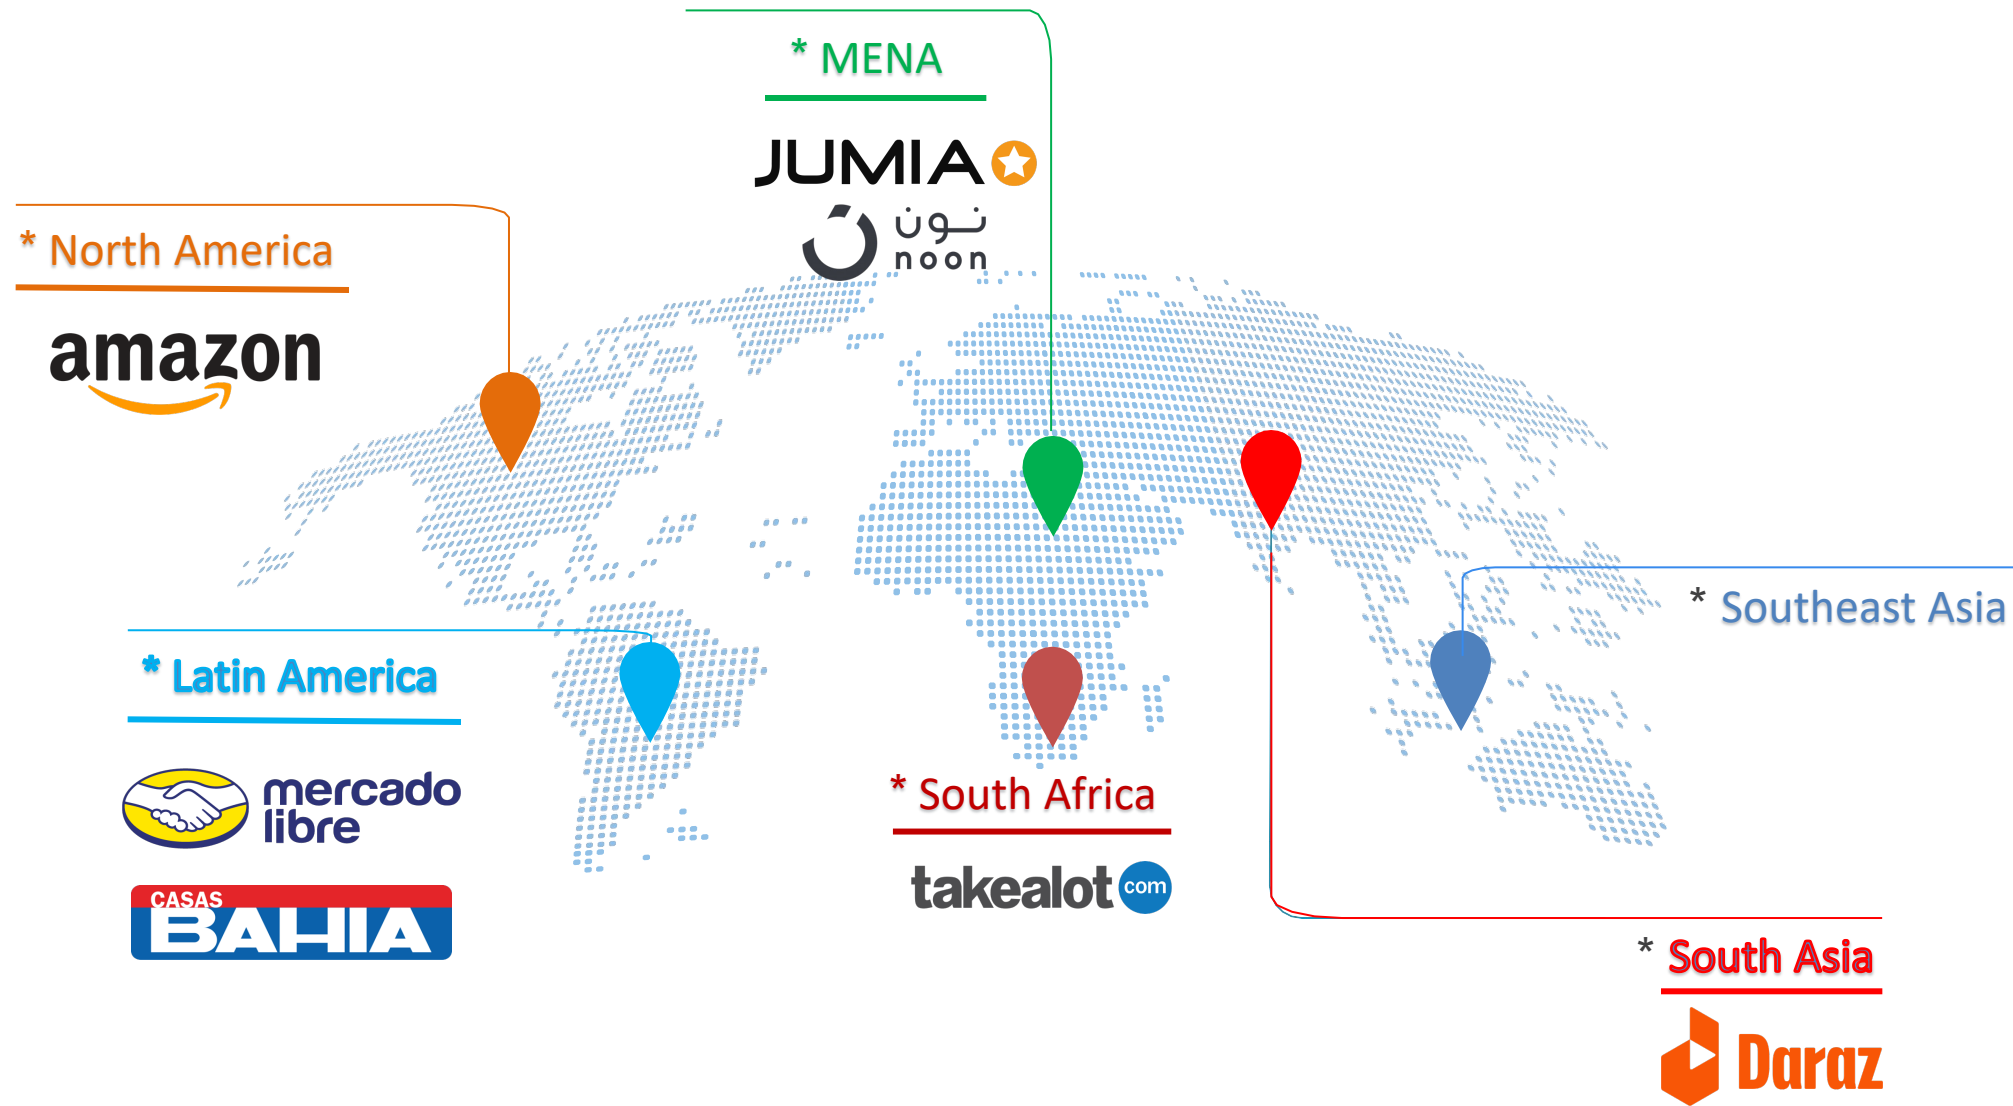 * MENA
JUMIA
نون
noon
* North America
amazon
* Southeast Asia
* Latin America
mercado
libre
CASAS
BAHIA
* South Africa
takealot com
* South Asia
Daraz